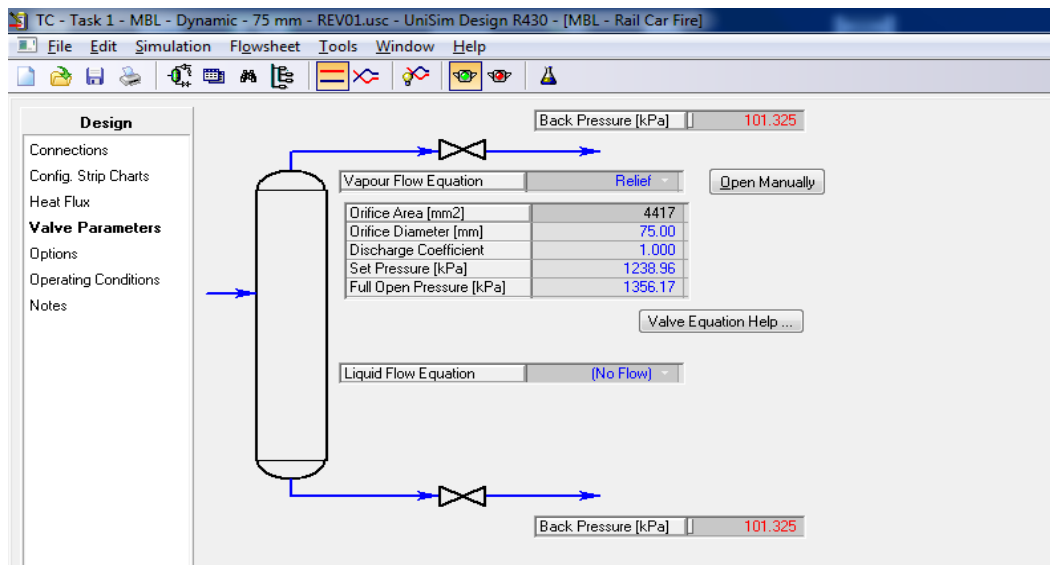 TC - Task 1 - MBL - Dynamic - 75 mm - REV01.usc - UniSim Design R430 - [MBL - Rail Car Fire]
File Edit Simulation Flowsheet Tools Window Help
Design
Connections
Config. Strip Charts
Heat Flux
Valve Parameters
Options
Operating Conditions
Notes
Back Pressure [kPa] 101.325
Vapour Flow Equation Relief
Open Manually
Orifice Area [mm2] 4417
Orifice Diameter [mm] 75.00
Discharge Coefficient 1.000
Set Pressure [kPa] 1238.96
Full Open Pressure [kPa] 1356.17
Valve Equation Help ...
Liquid Flow Equation (No Flow)
Back Pressure [kPa] 101.325